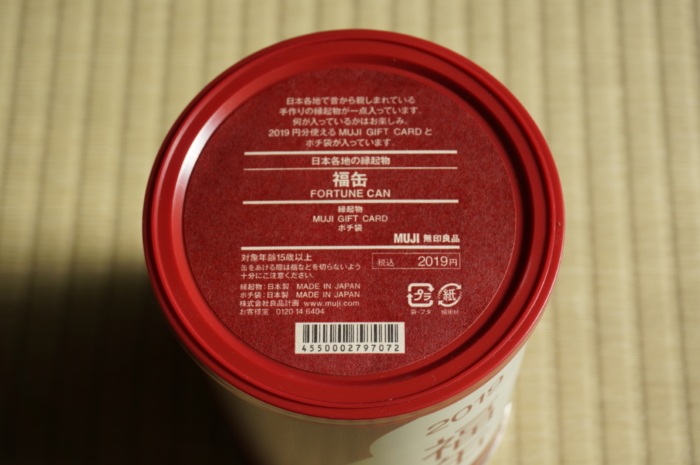 日本各地で昔から親しまれている
手作りの縁起物が一点入っています。
何が入っているかはお楽しみ。
2019円分使えるMUJI GIFT CARDと
ポチ袋が入っています。
日本各地の縁起物
福缶
FORTUNE CAN
縁起物
MUJI GIFT CARD
ポチ袋
MUJI 無印良品
対象年齢15歳以上
缶をあける際は指などを切らないよう
十分にご注意ください。
税込 2019円
縁起物:日本製 MADE IN JAPAN
ポチ袋:日本製 MADE IN JAPAN
株式会社良品計画 www.muji.com
お客様室 0120 14 6404
プラ 紙
袋・フタ 緩衝材
4550002797072
2019
福缶